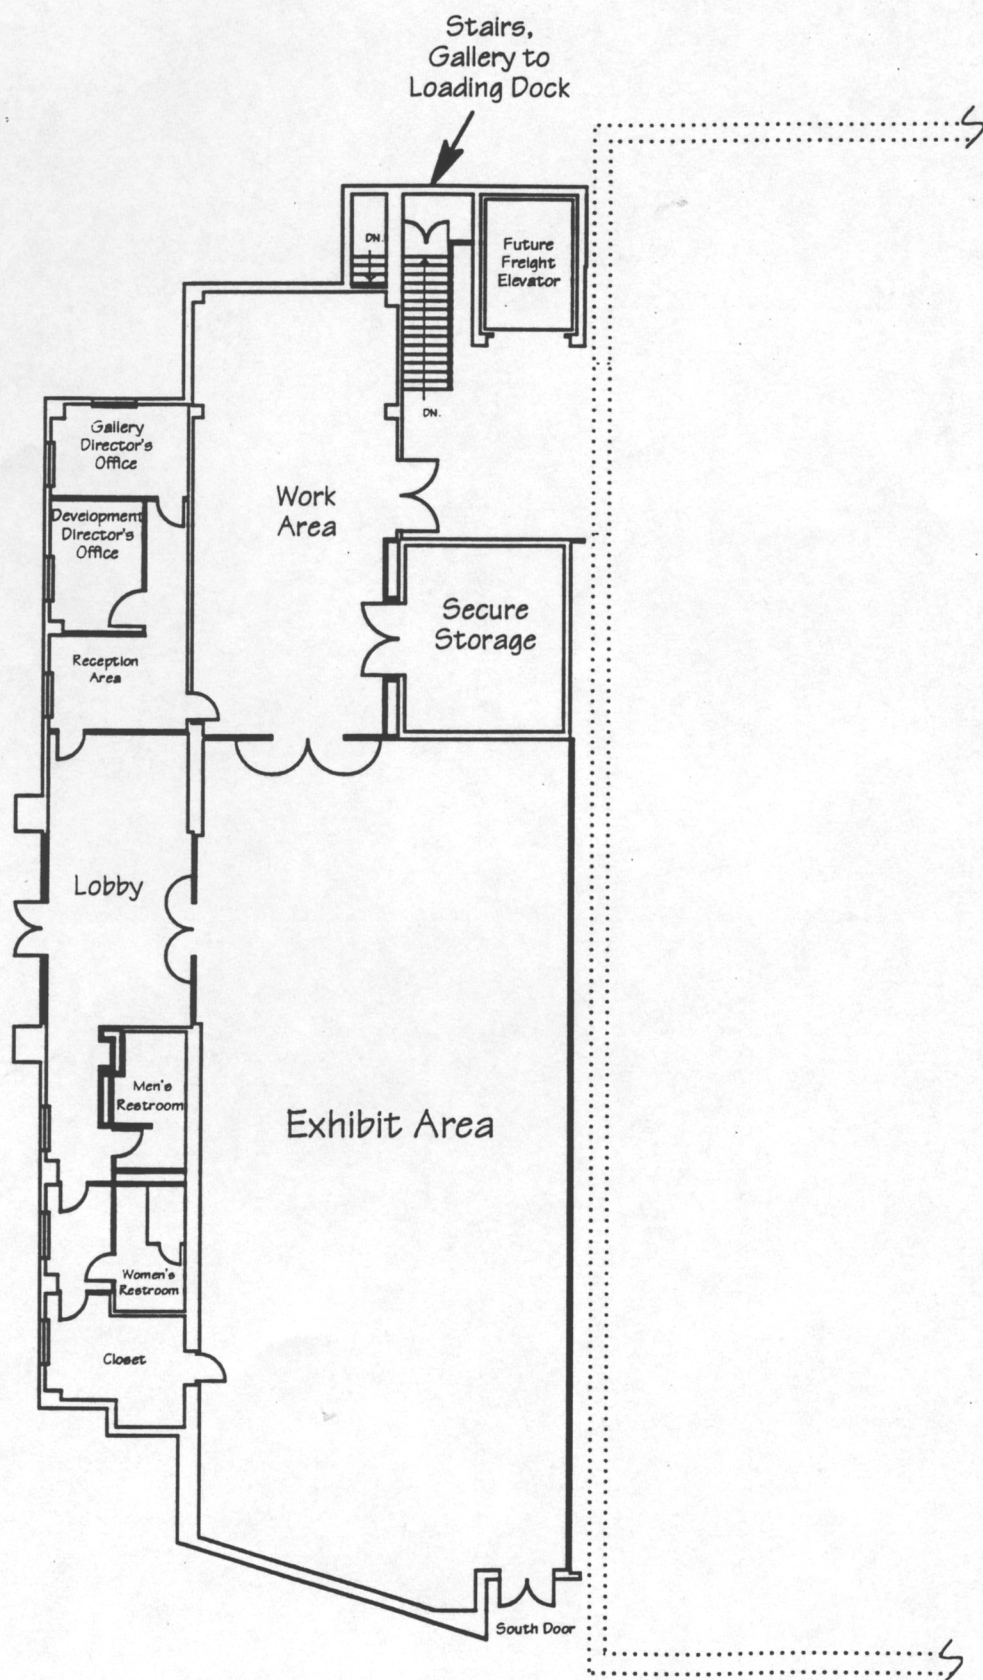 Stairs,
Gallery to
Loading Dock
DN.
Future
Freight
Elevator
DN.
Gallery
Director's
Office
Work
Area
Development
Director's
Office
Secure
Storage
Reception
Area
Lobby
Men's
Restroom
Exhibit Area
Women's
Restroom
Closet
South Door